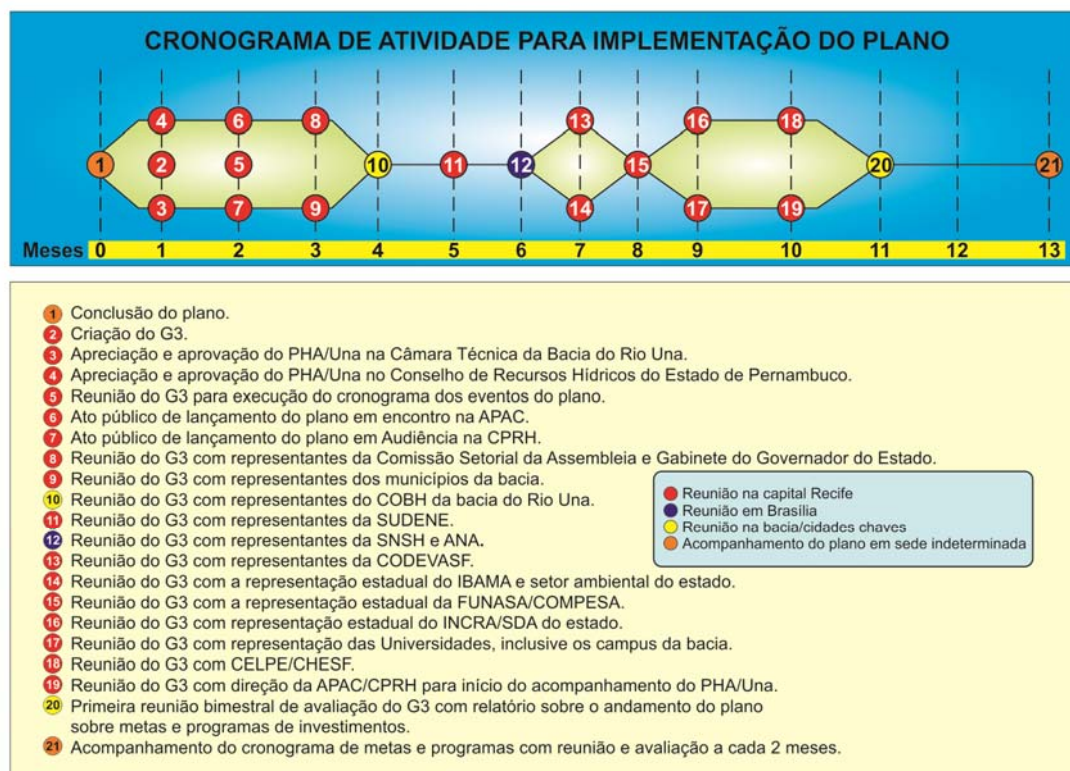 CRONOGRAMA DE ATIVIDADE PARA IMPLEMENTAÇÃO DO PLANO
4 6 8 13 16 18
1 2 5 10 11 12 15 20 21
3 7 9 14 17 19
Meses 0 1 2 3 4 5 6 7 8 9 10 11 12 13
1 Conclusão do plano.
2 Criação do G3.
3 Apreciação e aprovação do PHA/Una na Câmara Técnica da Bacia do Rio Una.
4 Apreciação e aprovação do PHA/Una no Conselho de Recursos Hídricos do Estado de Pernambuco.
5 Reunião do G3 para execução do cronograma dos eventos do plano.
6 Ato público de lançamento do plano em encontro na APAC.
7 Ato público de lançamento do plano em Audiência na CPRH.
8 Reunião do G3 com representantes da Comissão Setorial da Assembleia e Gabinete do Governador do Estado.
9 Reunião do G3 com representantes dos municípios da bacia.
10 Reunião do G3 com representantes do COBH da bacia do Rio Una.
11 Reunião do G3 com representantes da SUDENE.
12 Reunião do G3 com representantes da SNSH e ANA.
13 Reunião do G3 com representantes da CODEVASF.
14 Reunião do G3 com a representação estadual do IBAMA e setor ambiental do estado.
15 Reunião do G3 com a representação estadual da FUNASA/COMPESA.
16 Reunião do G3 com representação estadual do INCRA/SDA do estado.
17 Reunião do G3 com representação das Universidades, inclusive os campus da bacia.
18 Reunião do G3 com CELPE/CHESF.
19 Reunião do G3 com direção da APAC/CPRH para início do acompanhamento do PHA/Una.
20 Primeira reunião bimestral de avaliação do G3 com relatório sobre o andamento do plano
sobre metas e programas de investimentos.
21 Acompanhamento do cronograma de metas e programas com reunião e avaliação a cada 2 meses.
Reunião na capital Recife
Reunião em Brasília
Reunião na bacia/cidades chaves
Acompanhamento do plano em sede indeterminada